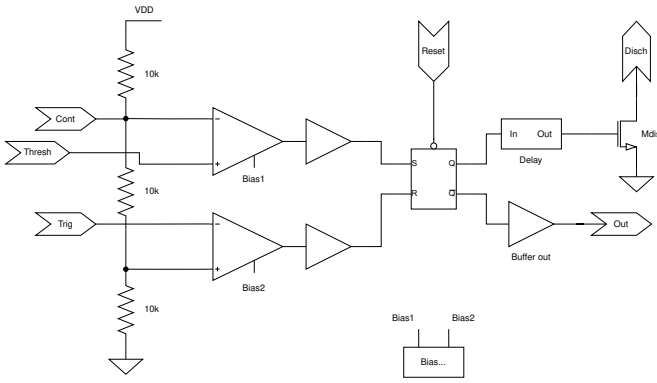 VDD
10k
Reset
Disch
Cont
In Out
Mdi
Thresh
Delay
S Q
Bias1
10k
R Q
Trig
Out
Buffer out
Bias2
10k
Bias1 Bias2
Bias...